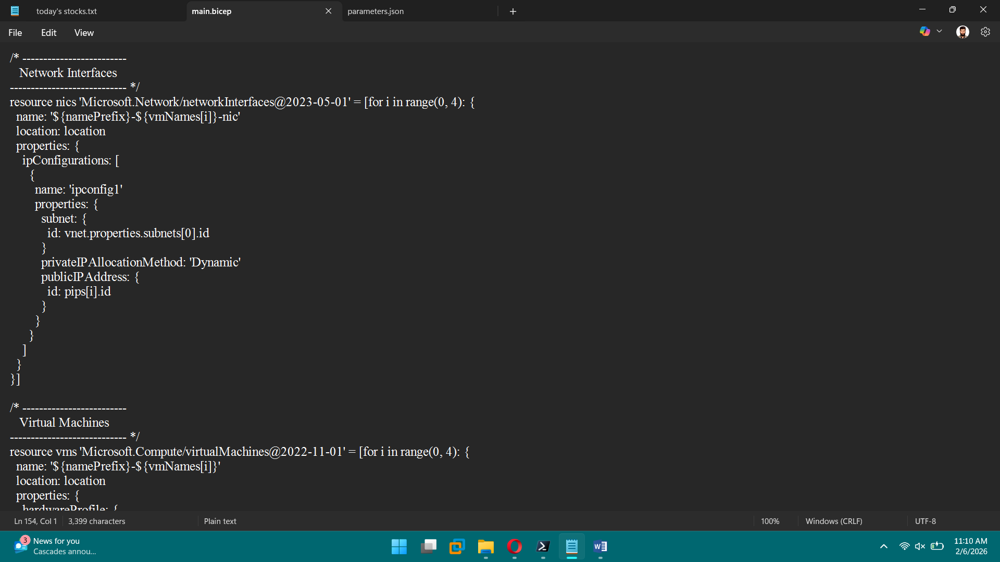 today's stocks.txt
main.bicep
parameters.json
File
Edit
View
/* -------------------------
   Network Interfaces
---------------------------- */
resource nics 'Microsoft.Network/networkInterfaces@2023-05-01' = [for i in range(0, 4): {
  name: '${namePrefix}-${vmNames[i]}-nic'
  location: location
  properties: {
    ipConfigurations: [
      {
        name: 'ipconfig1'
        properties: {
          subnet: {
            id: vnet.properties.subnets[0].id
          }
          privateIPAllocationMethod: 'Dynamic'
          publicIPAddress: {
            id: pips[i].id
          }
        }
      }
    ]
  }
}]
/* -------------------------
   Virtual Machines
---------------------------- */
resource vms 'Microsoft.Compute/virtualMachines@2022-11-01' = [for i in range(0, 4): {
  name: '${namePrefix}-${vmNames[i]}'
  location: location
  properties: {
    hardwareProfile: {
Ln 154, Col 1
3,399 characters
Plain text
100%
Windows (CRLF)
UTF-8
3
News for you
Cascades annou...
11:10 AM
2/6/2026